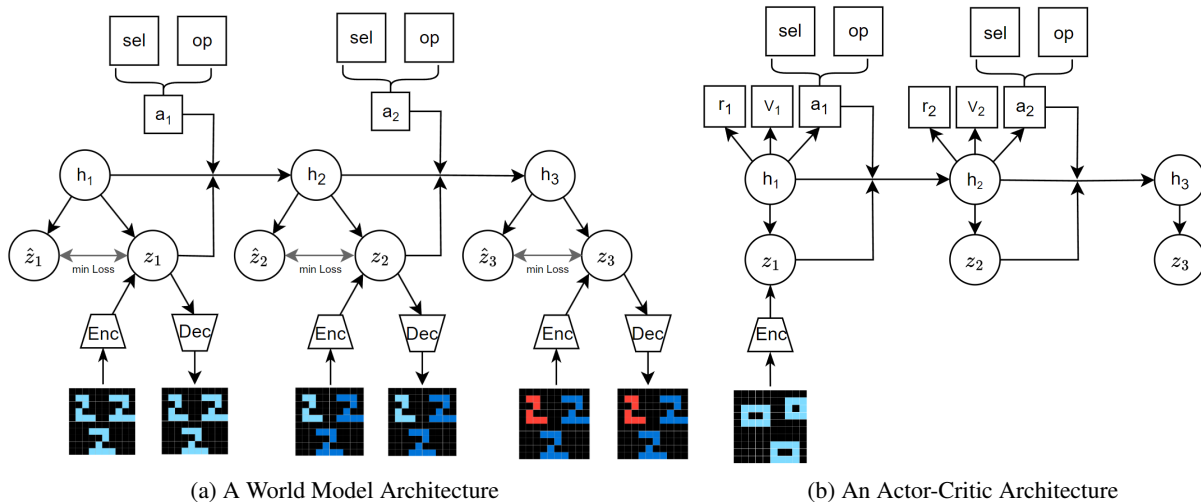 sel op
a₁
sel op
a₂
h₁ h₂ h₃
ẑ₁ min Loss z₁ ẑ₂ min Loss z₂ ẑ₃ min Loss z₃
Enc Dec Enc Dec Enc Dec
(a) A World Model Architecture
sel op
r₁ V₁ a₁
sel op
r₂ V₂ a₂
h₁ h₂ h₃
z₁ z₂ z₃
Enc
(b) An Actor-Critic Architecture